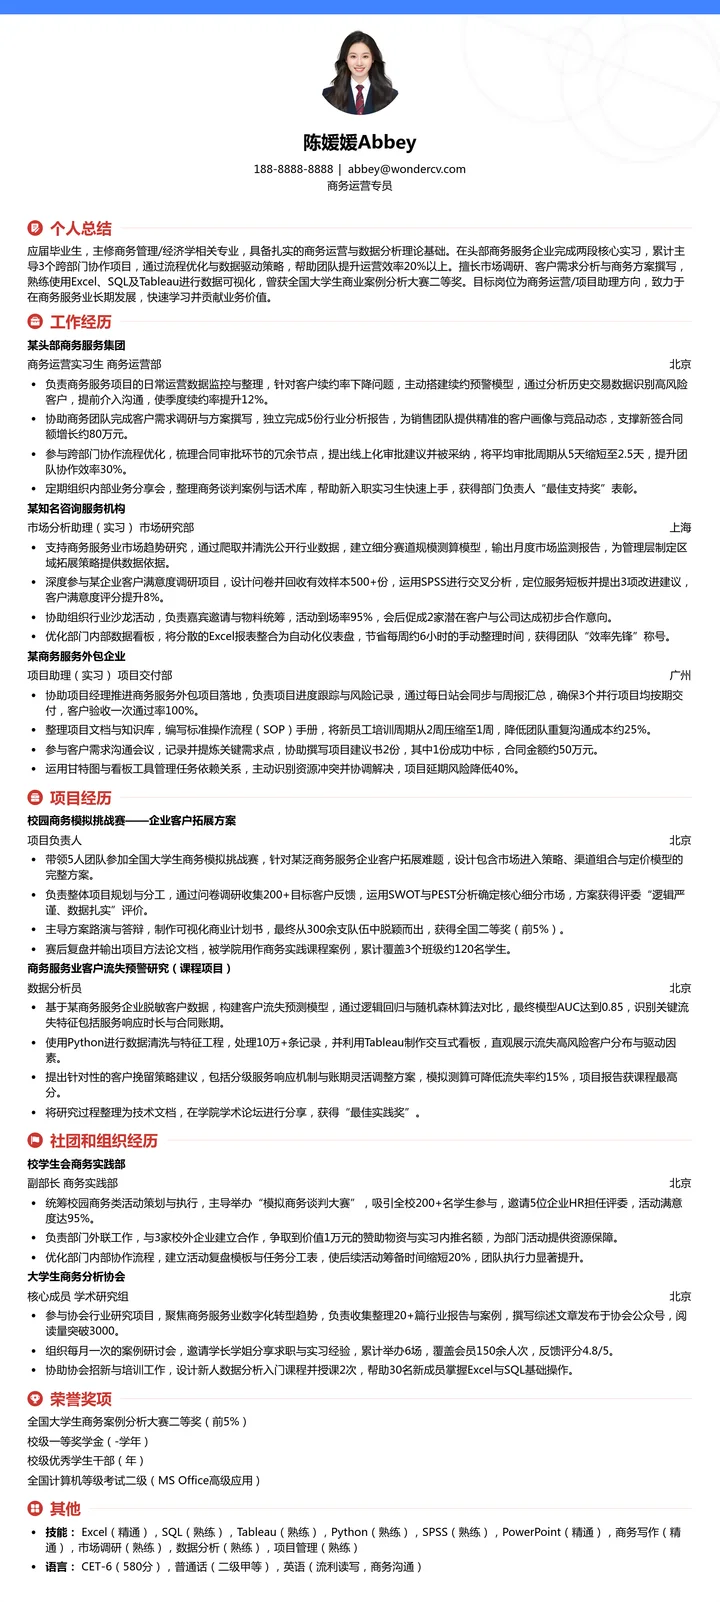 陈媛媛Abbey
188-8888-8888 | abbey@wondercv.com
商务运营专员
个人总结
应届毕业生，主修商务管理/经济学相关专业，具备扎实的商务运营与数据分析理论基础。在头部商务服务企业完成两段核心实习，累计主
导3个跨部门协作项目，通过流程优化与数据驱动策略，帮助团队提升运营效率20%以上。擅长市场调研、客户需求分析与商务方案撰写，
熟练使用Excel、SQL及Tableau进行数据可视化，曾获全国大学生商业案例分析大赛二等奖。目标岗位为商务运营/项目助理方向，致力于
在商务服务业长期发展，快速学习并贡献业务价值。
工作经历
某头部商务服务集团
商务运营实习生 商务运营部 北京
• 负责商务服务项目的日常运营数据监控与整理，针对客户续约率下降问题，主动搭建续约预警模型，通过分析历史交易数据识别高风险
客户，提前介入沟通，使季度续约率提升12%。
• 协助商务团队完成客户需求调研与方案撰写，独立完成5份行业分析报告，为销售团队提供精准的客户画像与竞品动态，支撑新签合同
额增长约80万元。
• 参与跨部门协作流程优化，梳理合同审批环节的冗余节点，提出线上化审批建议并被采纳，将平均审批周期从5天缩短至2.5天，提升团
队协作效率30%。
• 定期组织内部业务分享会，整理商务谈判案例与话术库，帮助新入职实习生快速上手，获得部门负责人“最佳支持奖”表彰。
某知名咨询服务机构
市场分析助理（实习） 市场研究部 上海
• 支持商务服务业市场趋势研究，通过爬取并清洗公开行业数据，建立细分赛道规模测算模型，输出月度市场监测报告，为管理层制定区
域拓展策略提供数据依据。
• 深度参与某企业客户满意度调研项目，设计问卷并回收有效样本500+份，运用SPSS进行交叉分析，定位服务短板并提出3项改进建议，
客户满意度评分提升8%。
• 协助组织行业沙龙活动，负责嘉宾邀请与物料统筹，活动到场率95%，会后促成2家潜在客户与公司达成初步合作意向。
• 优化部门内部数据看板，将分散的Excel报表整合为自动化仪表盘，节省每周约6小时的手动整理时间，获得团队“效率先锋”称号。
某商务服务外包企业
项目助理（实习） 项目交付部 广州
• 协助项目经理推进商务服务外包项目落地，负责项目进度跟踪与风险记录，通过每日站会同步与周报汇总，确保3个并行项目均按期交
付，客户验收一次通过率100%。
• 整理项目文档与知识库，编写标准操作流程（SOP）手册，将新员工培训周期从2周压缩至1周，降低团队重复沟通成本约25%。
• 参与客户需求沟通会议，记录并提炼关键需求点，协助撰写项目建议书2份，其中1份成功中标，合同金额约50万元。
• 运用甘特图与看板工具管理任务依赖关系，主动识别资源冲突并协调解决，项目延期风险降低40%。
项目经历
校园商务模拟挑战赛——企业客户拓展方案
项目负责人 北京
• 带领5人团队参加全国大学生商务模拟挑战赛，针对某泛商务服务企业客户拓展难题，设计包含市场进入策略、渠道组合与定价模型的
完整方案。
• 负责整体项目规划与分工，通过问卷调研收集200+目标客户反馈，运用SWOT与PEST分析确定核心细分市场，方案获得评委“逻辑严
谨、数据扎实”评价。
• 主导方案路演与答辩，制作可视化商业计划书，最终从300余支队伍中脱颖而出，获得全国二等奖（前5%）。
• 赛后复盘并输出项目方法论文档，被学院用作商务实践课程案例，累计覆盖3个班级约120名学生。
商务服务业客户流失预警研究（课程项目）
数据分析员 北京
• 基于某商务服务企业脱敏客户数据，构建客户流失预测模型，通过逻辑回归与随机森林算法对比，最终模型AUC达到0.85，识别关键流
失特征包括服务响应时长与合同账期。
• 使用Python进行数据清洗与特征工程，处理10万+条记录，并利用Tableau制作交互式看板，直观展示流失高风险客户分布与驱动因
素。
• 提出针对性的客户挽留策略建议，包括分级服务响应机制与账期灵活调整方案，模拟测算可降低流失率约15%，项目报告获课程最高
分。
• 将研究过程整理为技术文档，在学院学术论坛进行分享，获得“最佳实践奖”。
社团和组织经历
校学生会商务实践部
副部长 商务实践部 北京
• 统筹校园商务类活动策划与执行，主导举办“模拟商务谈判大赛”，吸引全校200+名学生参与，邀请5位企业HR担任评委，活动满意
度达95%。
• 负责部门外联工作，与3家校外企业建立合作，争取到价值1万元的赞助物资与实习内推名额，为部门活动提供资源保障。
• 优化部门内部协作流程，建立活动复盘模板与任务分工表，使后续活动筹备时间缩短20%，团队执行力显著提升。
大学生商务分析协会
核心成员 学术研究组 北京
• 参与协会行业研究项目，聚焦商务服务业数字化转型趋势，负责收集整理20+篇行业报告与案例，撰写综述文章发布于协会公众号，阅
读量突破3000。
• 组织每月一次的案例研讨会，邀请学长学姐分享求职与实习经验，累计举办6场，覆盖会员150余人次，反馈评分4.8/5。
• 协助协会招新与培训工作，设计新人数据分析入门课程并授课2次，帮助30名新成员掌握Excel与SQL基础操作。
荣誉奖项
全国大学生商务案例分析大赛二等奖（前5%）
校级一等奖学金（-学年）
校级优秀学生干部（年）
全国计算机等级考试二级（MS Office高级应用）
其他
• 技能： Excel（精通），SQL（熟练），Tableau（熟练），Python（熟练），SPSS（熟练），PowerPoint（精通），商务写作（精
通），市场调研（熟练），数据分析（熟练），项目管理（熟练）
• 语言： CET-6（580分），普通话（二级甲等），英语（流利读写，商务沟通）